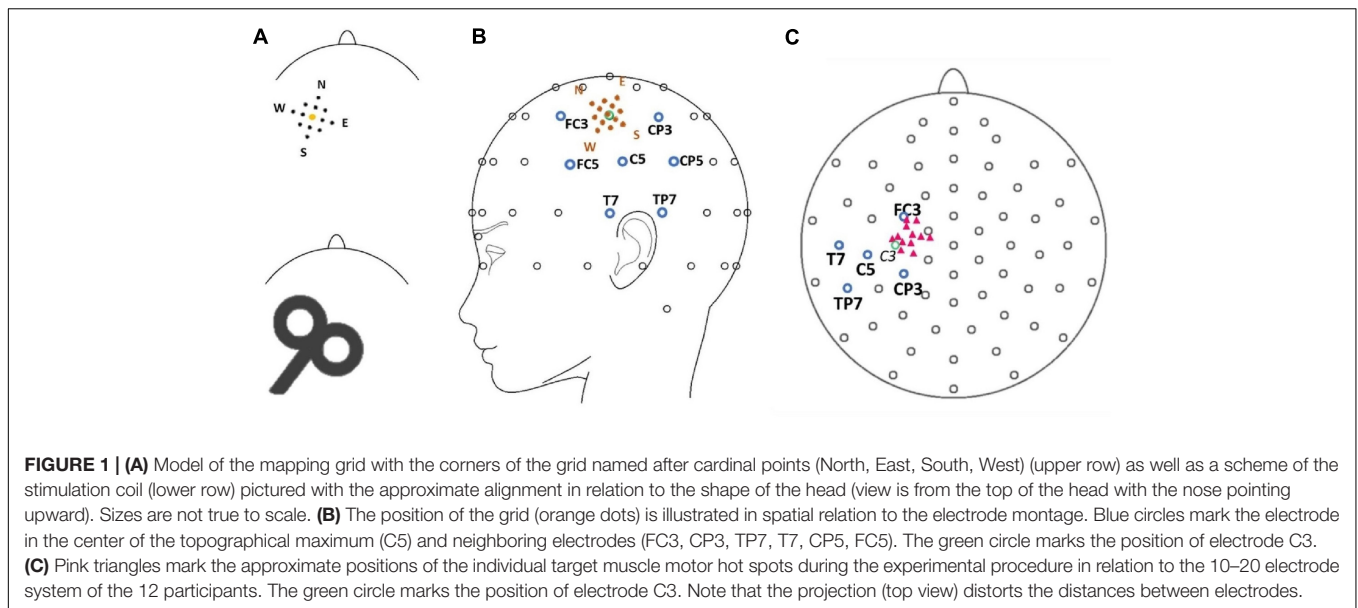 A
N
W
E
S
B
N
E
FC3
CP3
W
S
FC5
C5
CP5
T7
TP7
C
FC3
T7
C5
C3
TP7
CP3
FIGURE 1 | (A) Model of the mapping grid with the corners of the grid named after cardinal points (North, East, South, West) (upper row) as well as a scheme of the
stimulation coil (lower row) pictured with the approximate alignment in relation to the shape of the head (view is from the top of the head with the nose pointing
upward). Sizes are not true to scale. (B) The position of the grid (orange dots) is illustrated in spatial relation to the electrode montage. Blue circles mark the electrode
in the center of the topographical maximum (C5) and neighboring electrodes (FC3, CP3, TP7, T7, CP5, FC5). The green circle marks the position of electrode C3.
(C) Pink triangles mark the approximate positions of the individual target muscle motor hot spots during the experimental procedure in relation to the 10–20 electrode
system of the 12 participants. The green circle marks the position of electrode C3. Note that the projection (top view) distorts the distances between electrodes.